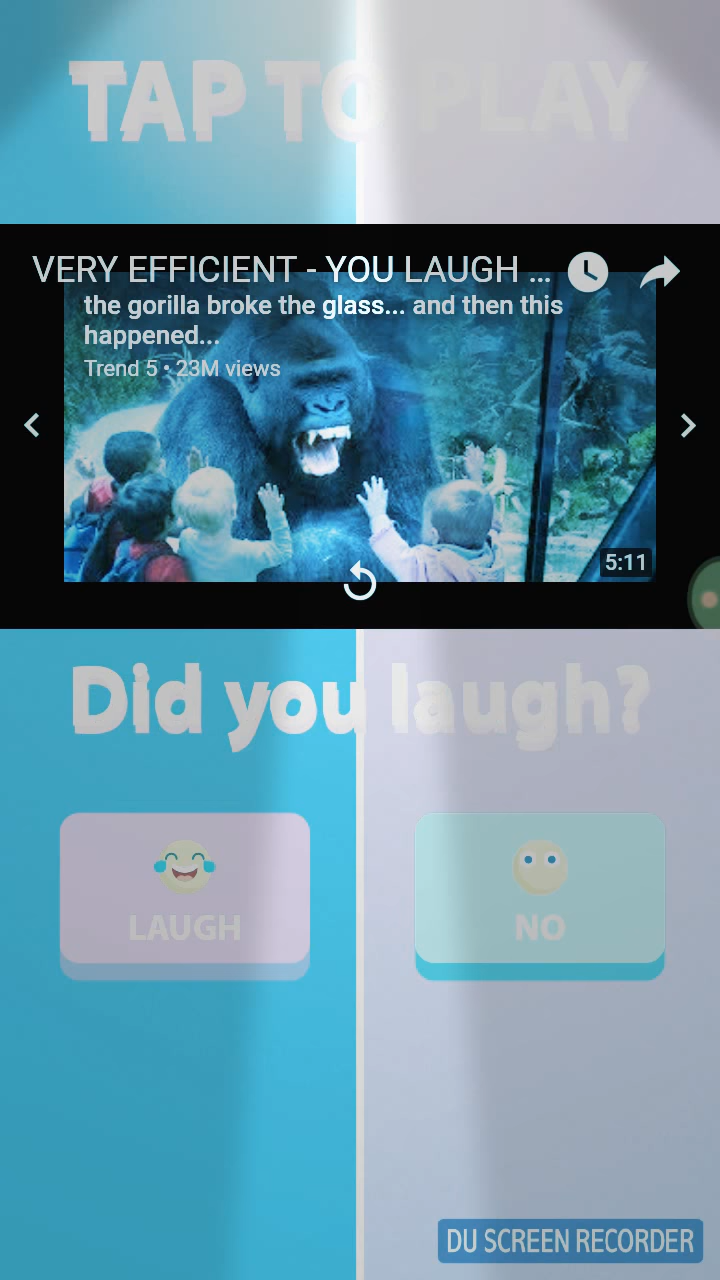 TAP TO PLAY
VERY EFFICIENT - YOU LAUGH ...
the gorilla broke the glass... and then this
happened...
Trend 5 • 23M views
5:11
Did you laugh?
LAUGH
NO
DU SCREEN RECORDER